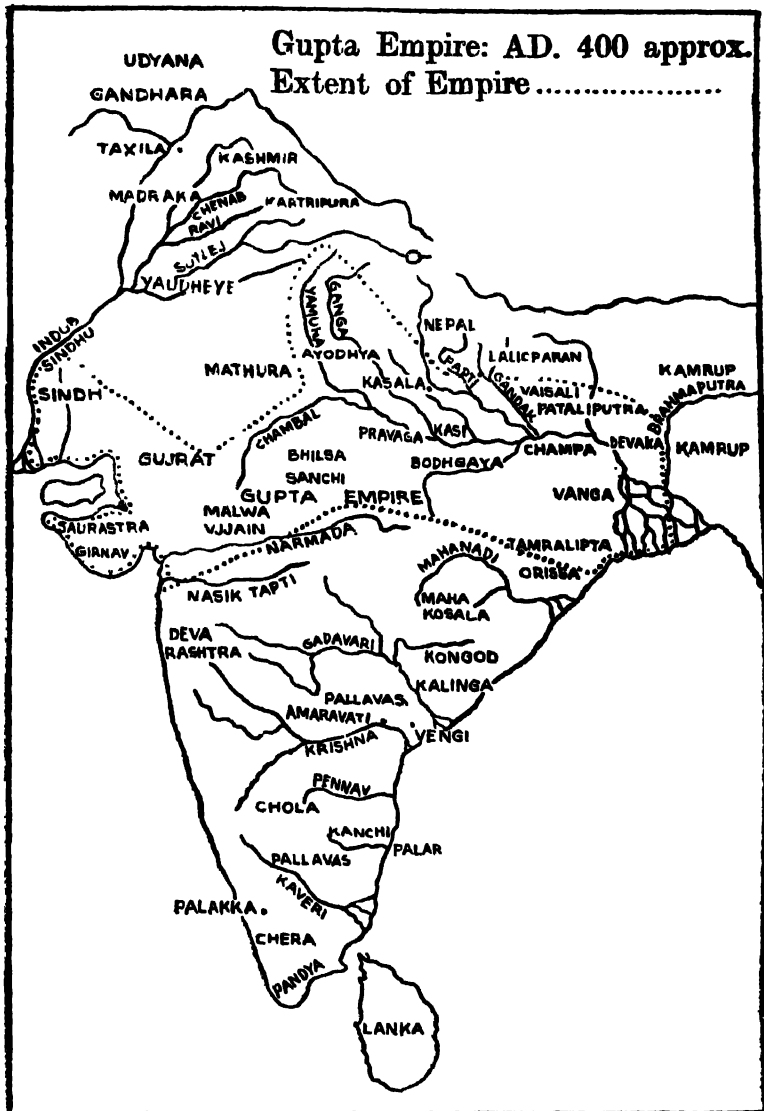 Gupta Empire: AD. 400 approx.
Extent of Empire....................
UDYANA
GANDHARA
TAXILA
KASHMIR
MADRAKA
CHENAB
RAVI
KARTRIPURA
SUTLEJ
YAUDHEYE
INDUS
SINDHU
SINDH
YAMUNA
GANGA
NEPAL
AYODHYA
MATHURA
KASALA
PAPTI
GANDAK
LALICPARAN
VAISALI
PATALIPUTRA
KAMRUP
BRAHMAPUTRA
CHAMBAL
PRAVAGA
KASI
CHAMPA
DEVAKA
KAMRUP
GUJRAT
BHILSA
SANCHI
BODHGAYA
GUPTA EMPIRE
VANGA
MALWA
VJJAIN
SAURASTRA
GIRNAV
NARMADA
TAMRALIPTA
MAHANADI
ORISSA
NASIK TAPTI
MAHA
KOSALA
DEVA
RASHTRA
GADAVARI
KONGOD
KALINGA
PALLAVAS
AMARAVATI
VENGI
KRISHNA
PENNAV
CHOLA
KANCHI
PALLAVAS
PALAR
KAVERI
PALAKKA
CHERA
PANDYA
LANKA